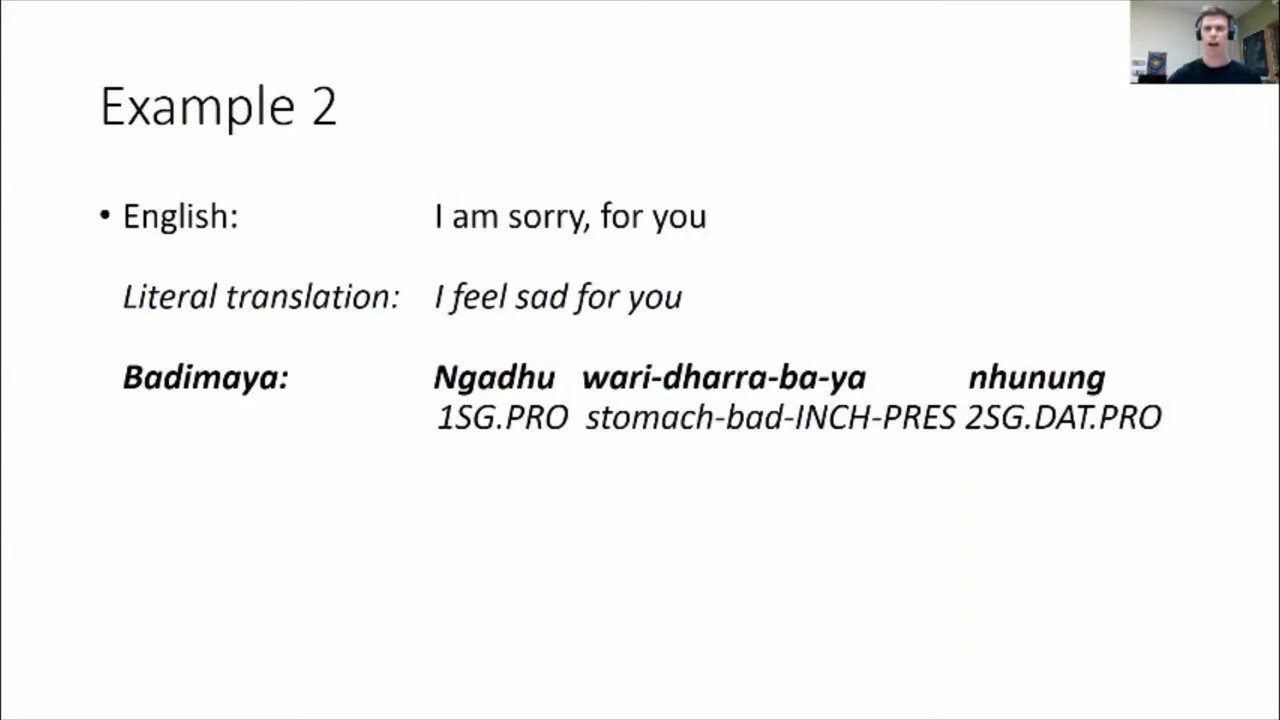 Example 2
• English: I am sorry, for you
Literal translation: I feel sad for you
Badimaya: Ngadhu wari-dharra-ba-ya nhunung
1SG.PRO stomach-bad-INCH-PRES 2SG.DAT.PRO